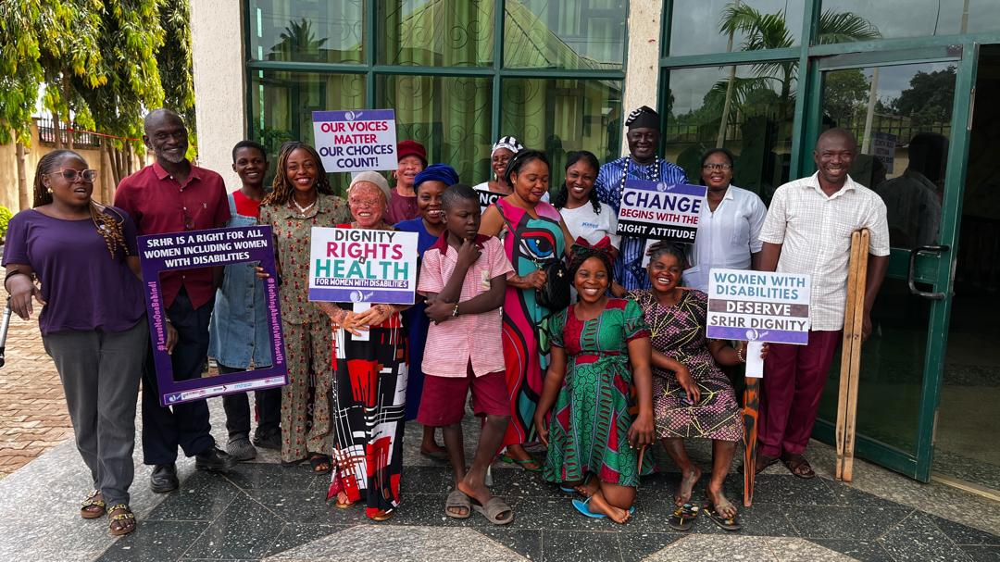 OUR VOICES
MATTER
OUR CHOICES
COUNT!
SRHR IS A RIGHT FOR ALL
WOMEN INCLUDING WOMEN
WITH DISABILITIES
#LeaveNoOneBehind
#NothingAboutUsWithoutUs
DIGNITY
RIGHTS
HEALTH
FOR WOMEN WITH DISABILITIES
CHANGE
BEGINS WITH THE
RIGHT ATTITUDE
WOMEN WITH
DISABILITIES
DESERVE
SRHR DIGNITY